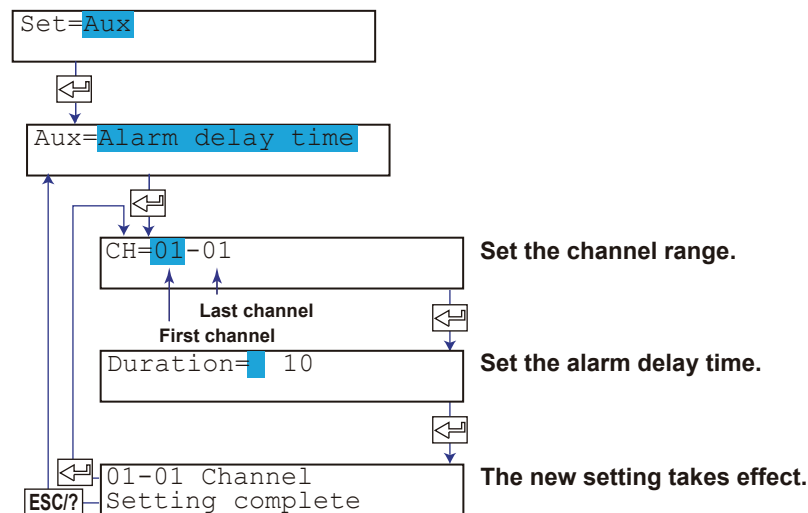 Set=Aux
Aux=Alarm delay time
CH=01-01
Set the channel range.
Last channel
First channel
Duration=  10
Set the alarm delay time.
01-01 Channel
The new setting takes effect.
ESC/?
Setting complete